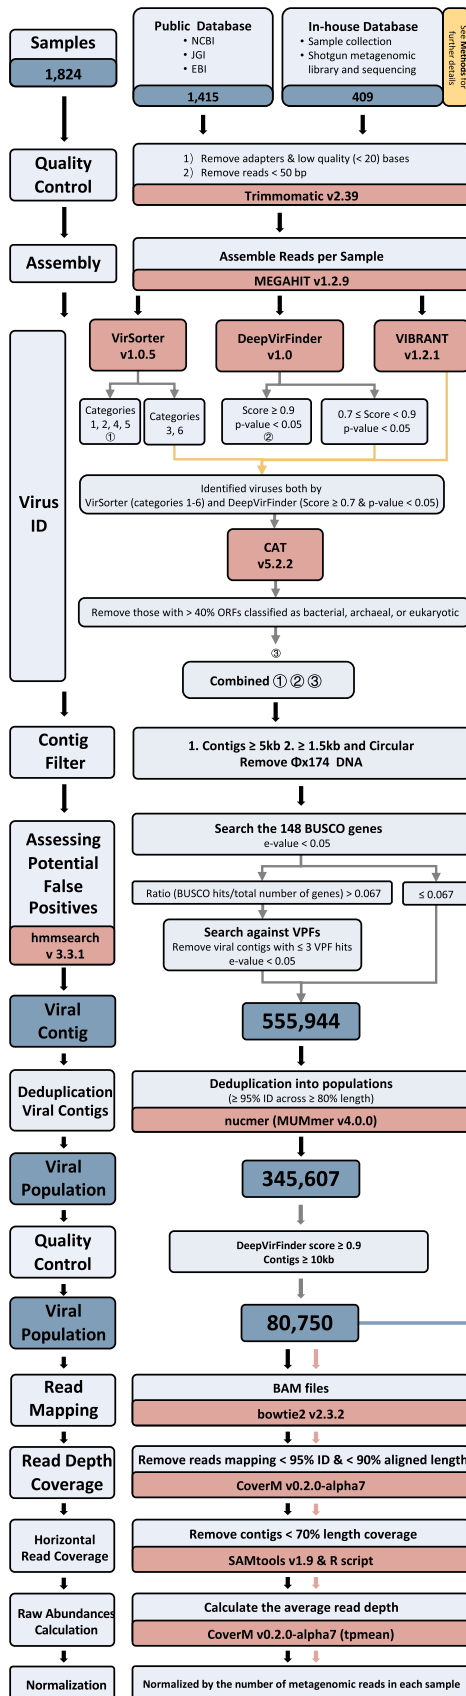 Samples
1,824
Public Database
• NCBI
• JGI
• EBI
1,415
In-house Database
• Sample collection
• Shotgun metagenomic
library and sequencing
409
See Methods for
further details
Quality
Control
1) Remove adapters & low quality (< 20) bases
2) Remove reads < 50 bp
Trimmomatic v2.39
Assembly
Assemble Reads per Sample
MEGAHIT v1.2.9
Virus
ID
VirSorter
v1.0.5
DeepVirFinder
v1.0
VIBRANT
v1.2.1
Categories
1, 2, 4, 5
①
Categories
3, 6
Score ≥ 0.9
p-value < 0.05
②
0.7 ≤ Score < 0.9
p-value < 0.05
Identified viruses both by
VirSorter (categories 1-6) and DeepVirFinder (Score ≥ 0.7 & p-value < 0.05)
CAT
v5.2.2
Remove those with > 40% ORFs classified as bacterial, archaeal, or eukaryotic
③
Combined ① ② ③
Contig
Filter
1. Contigs ≥ 5kb 2. ≥ 1.5kb and Circular
Remove Φx174 DNA
Assessing
Potential
False
Positives
hmmsearch
v 3.3.1
Search the 148 BUSCO genes
e-value < 0.05
Ratio (BUSCO hits/total number of genes) > 0.067
≤ 0.067
Search against VPFs
Remove viral contigs with ≤ 3 VPF hits
e-value < 0.05
Viral
Contig
555,944
Deduplication
Viral Contigs
Deduplication into populations
(≥ 95% ID across ≥ 80% length)
nucmer (MUMmer v4.0.0)
Viral
Population
345,607
Quality
Control
DeepVirFinder score ≥ 0.9
Contigs ≥ 10kb
Viral
Population
80,750
Read
Mapping
BAM files
bowtie2 v2.3.2
Read Depth
Coverage
Remove reads mapping < 95% ID & < 90% aligned length
CoverM v0.2.0-alpha7
Horizontal
Read Coverage
Remove contigs < 70% length coverage
SAMtools v1.9 & R script
Raw Abundances
Calculation
Calculate the average read depth
CoverM v0.2.0-alpha7 (tpmean)
Normalization
Normalized by the number of metagenomic reads in each sample